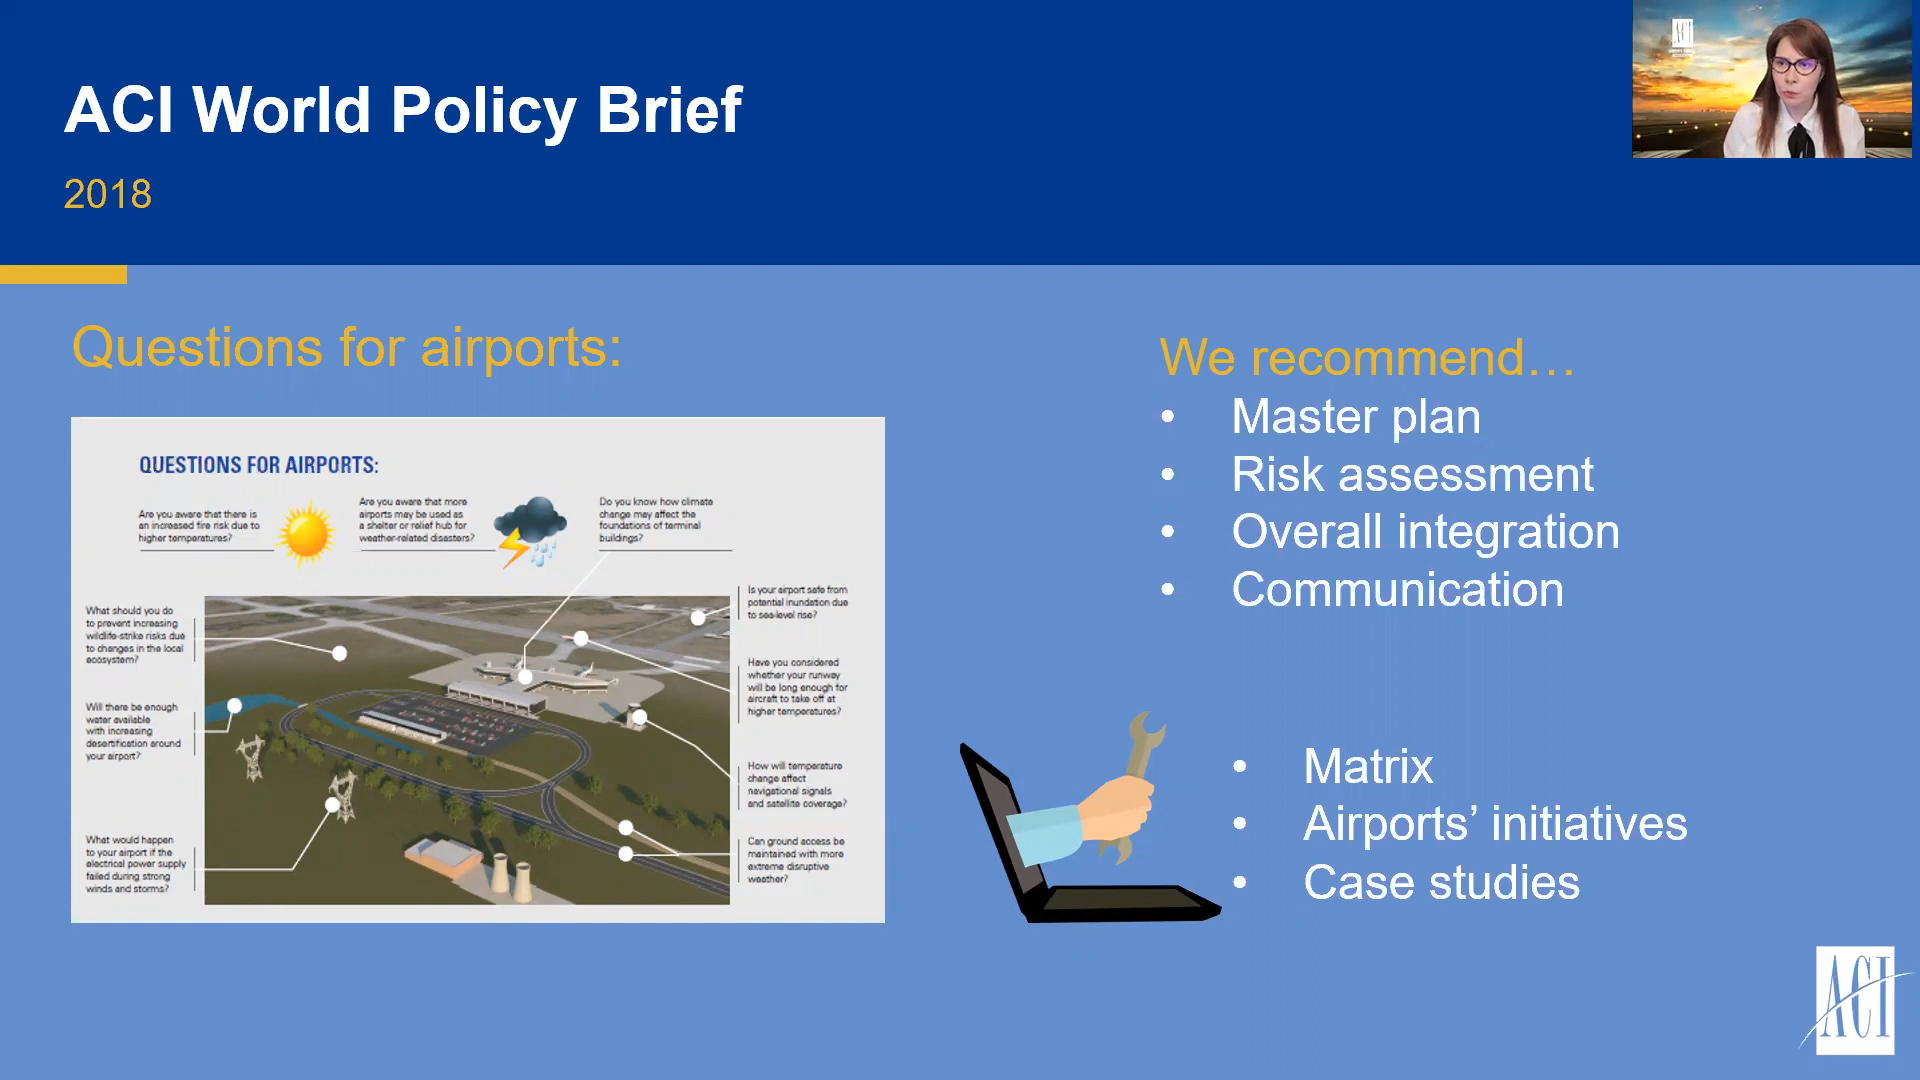 ACI World Policy Brief
2018
Questions for airports:
QUESTIONS FOR AIRPORTS:
Are you aware that there is
an increased fire risk due to
higher temperatures?
Are you aware that more
airports may be used as
a shelter or relief hub for
weather-related disasters?
Do you know how climate
change may affect the
foundations of terminal
buildings?
What should you do
to prevent increasing
wildlife-strike risks due
to changes in the local
ecosystem?
Will there be enough
water available
with increasing
desertification around
your airport?
What would happen
to your airport if the
electrical power supply
failed during strong
winds and storms?
Is your airport safe from
potential inundation due
to sea-level rise?
Have you considered
whether your runway
will be long enough for
aircraft to take off at
higher temperatures?
How will temperature
change affect
navigational signals
and satellite coverage?
Can ground access be
maintained with more
extreme disruptive
weather?
We recommend…
• Master plan
• Risk assessment
• Overall integration
• Communication
• Matrix
• Airports’ initiatives
• Case studies
ACI
ACI